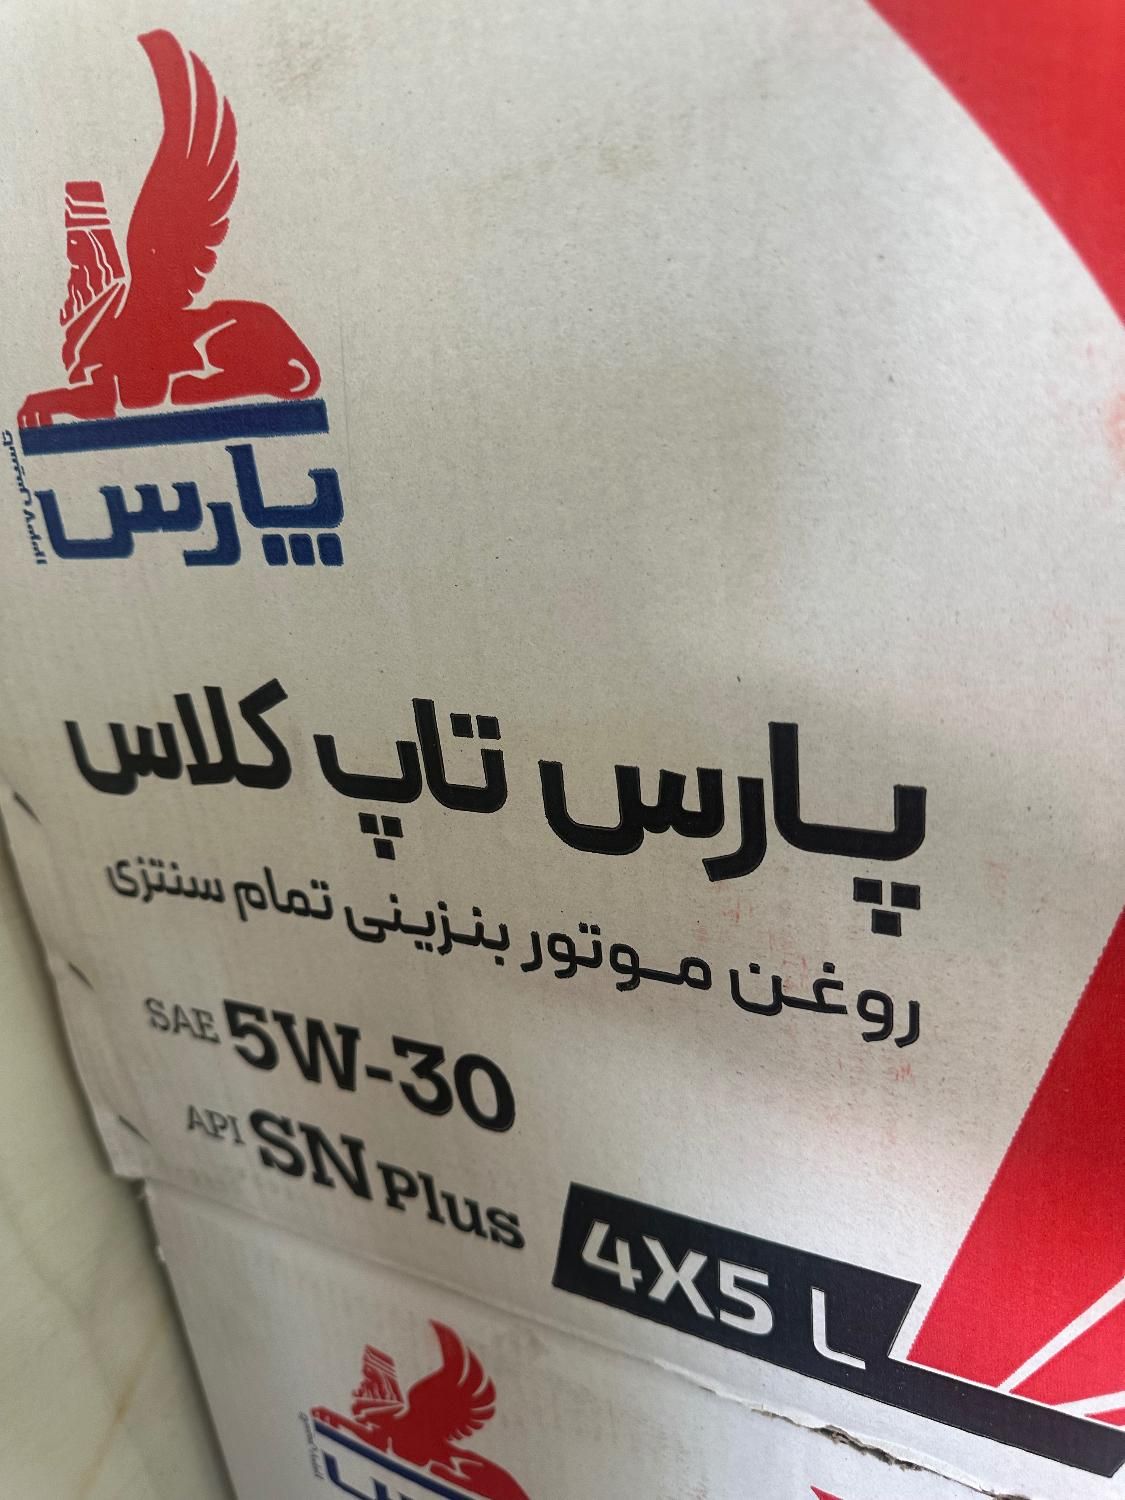 پارس
پارس تاپ کلاس
روغن موتور بنزینی تمام سنتزی
SAE 5W-30
API SN Plus
4X5 L